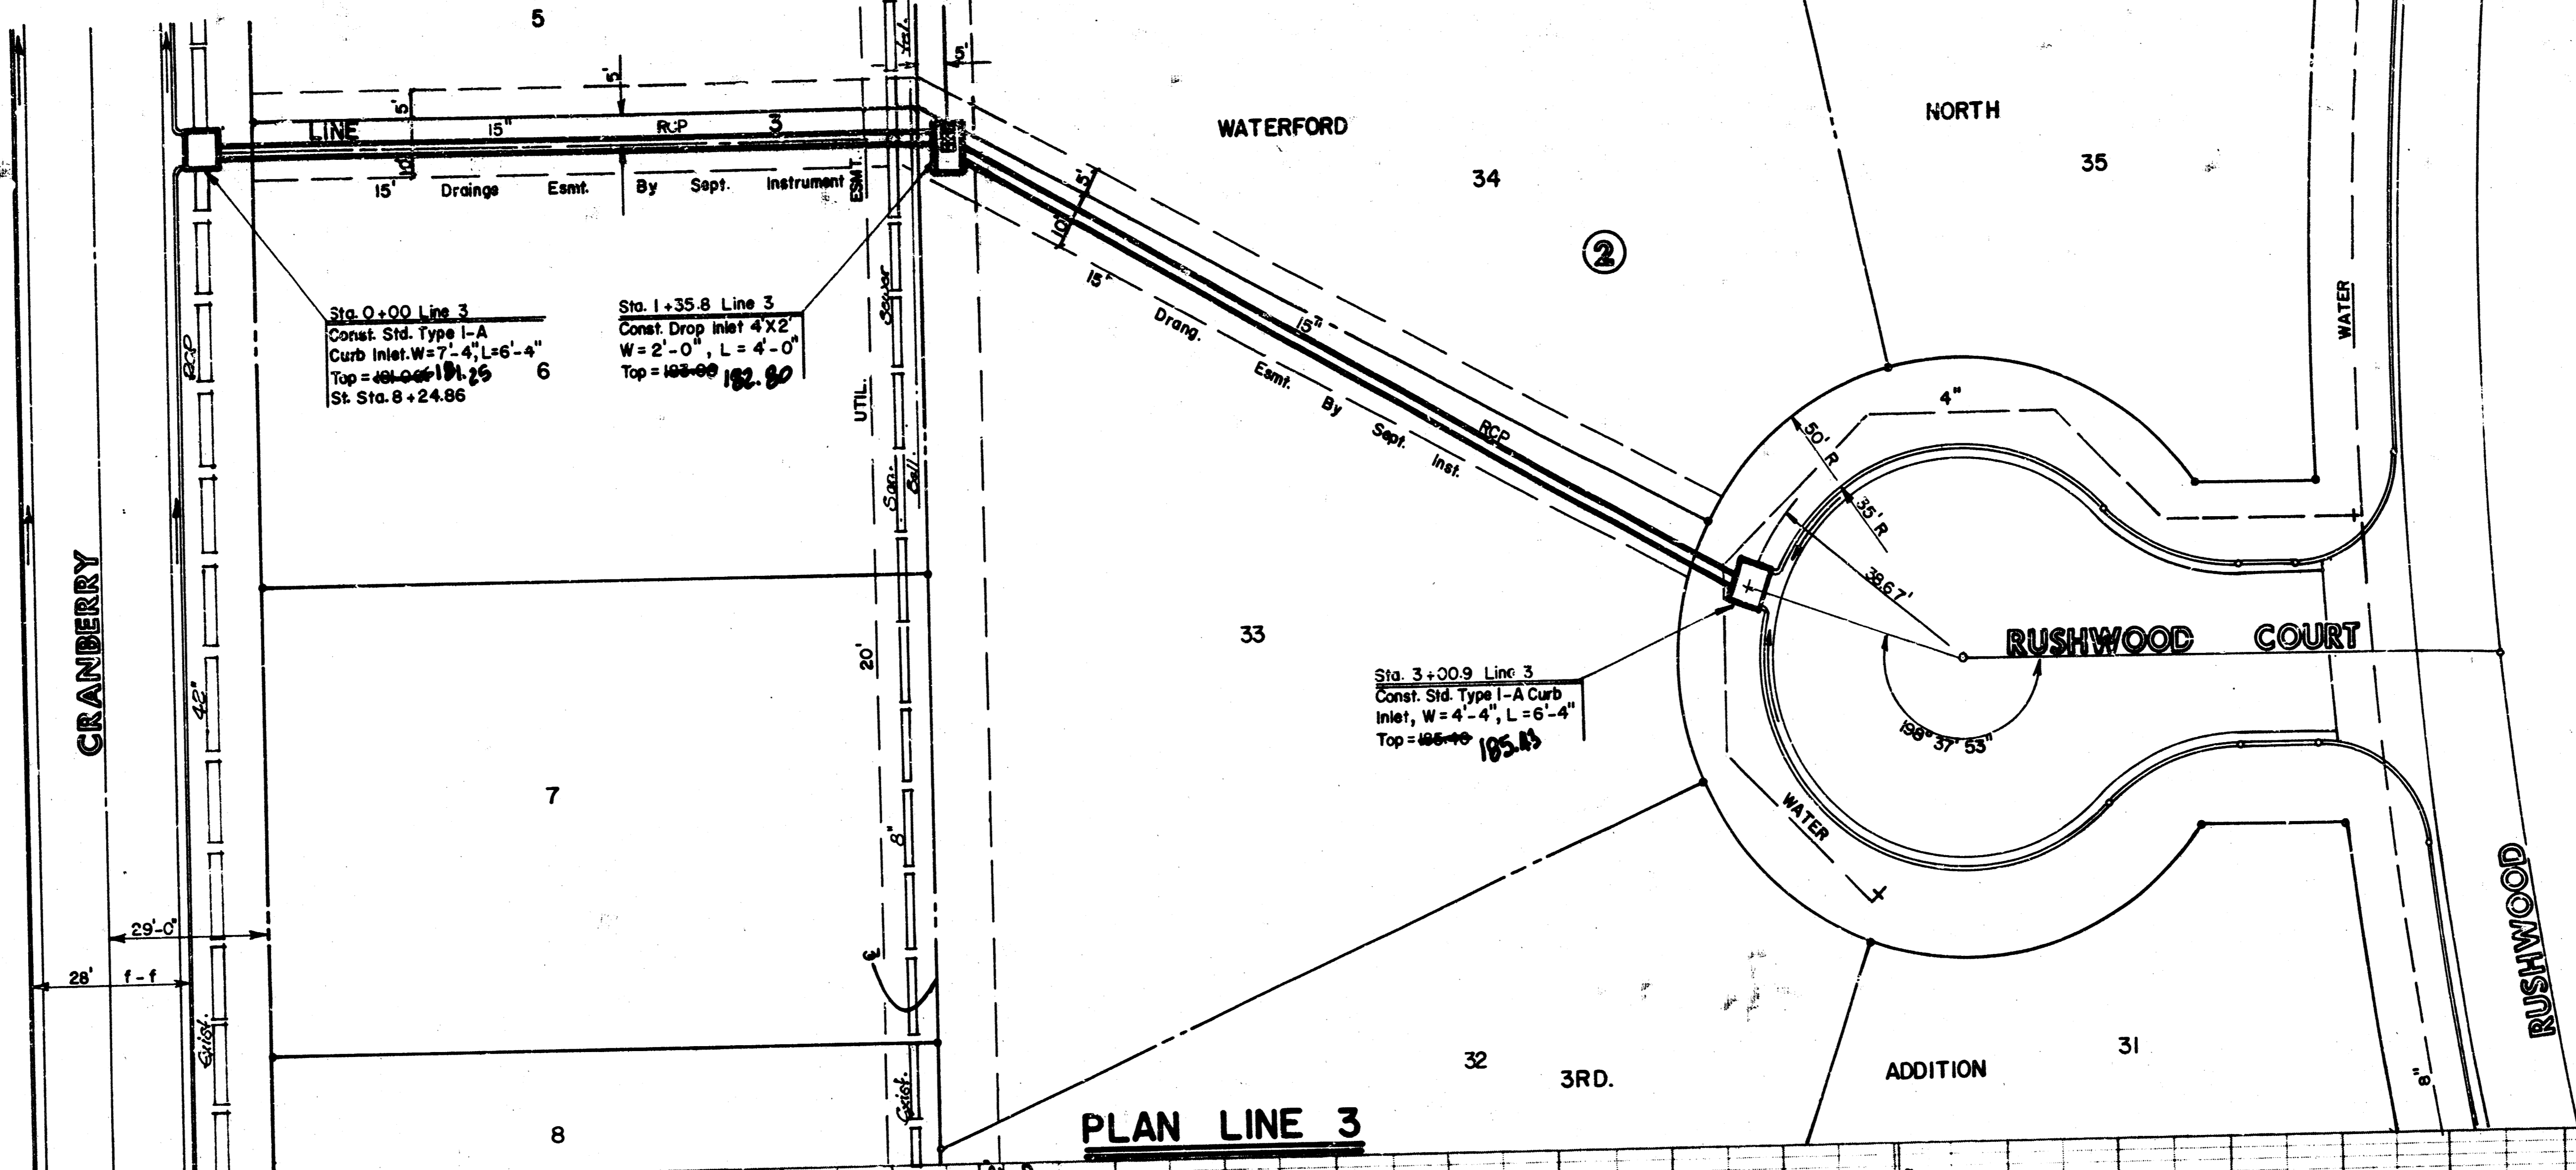 5
5'
5'
5'
Vol.
LINE 15" RCP 3
10'
15' Drainge Esmt. By Sept. Instrument
ESMT.
WATERFORD
NORTH
34
35
2
5'
10'
15' Drang. Esmt. By Sept. Inst.
15" RCP
Sta. 0+00 Line 3
Const. Std. Type I-A
Curb Inlet. W=7'-4", L=6'-4"
Top = 181.25
St. Sta. 8+24.86
6
Sta. 1+35.8 Line 3
Const. Drop Inlet 4'X2'
W=2'-0", L=4'-0"
Top = 183.00 182.80
RCP
Sewer
UTIL.
San.
Bell.
WATER
4"
50' R
35' R
38.67'
CRANBERRY
42"
20'
33
RUSHWOOD COURT
198° 37' 53"
Sta. 3+00.9 Line 3
Const. Std. Type I-A Curb
Inlet, W=4'-4", L=6'-4"
Top = 185.40 185.43
7
8"
WATER
RUSHWOOD
29'-0"
28' f-f
Exist.
Exist.
8
32
3RD.
ADDITION
31
8"
PLAN LINE 3